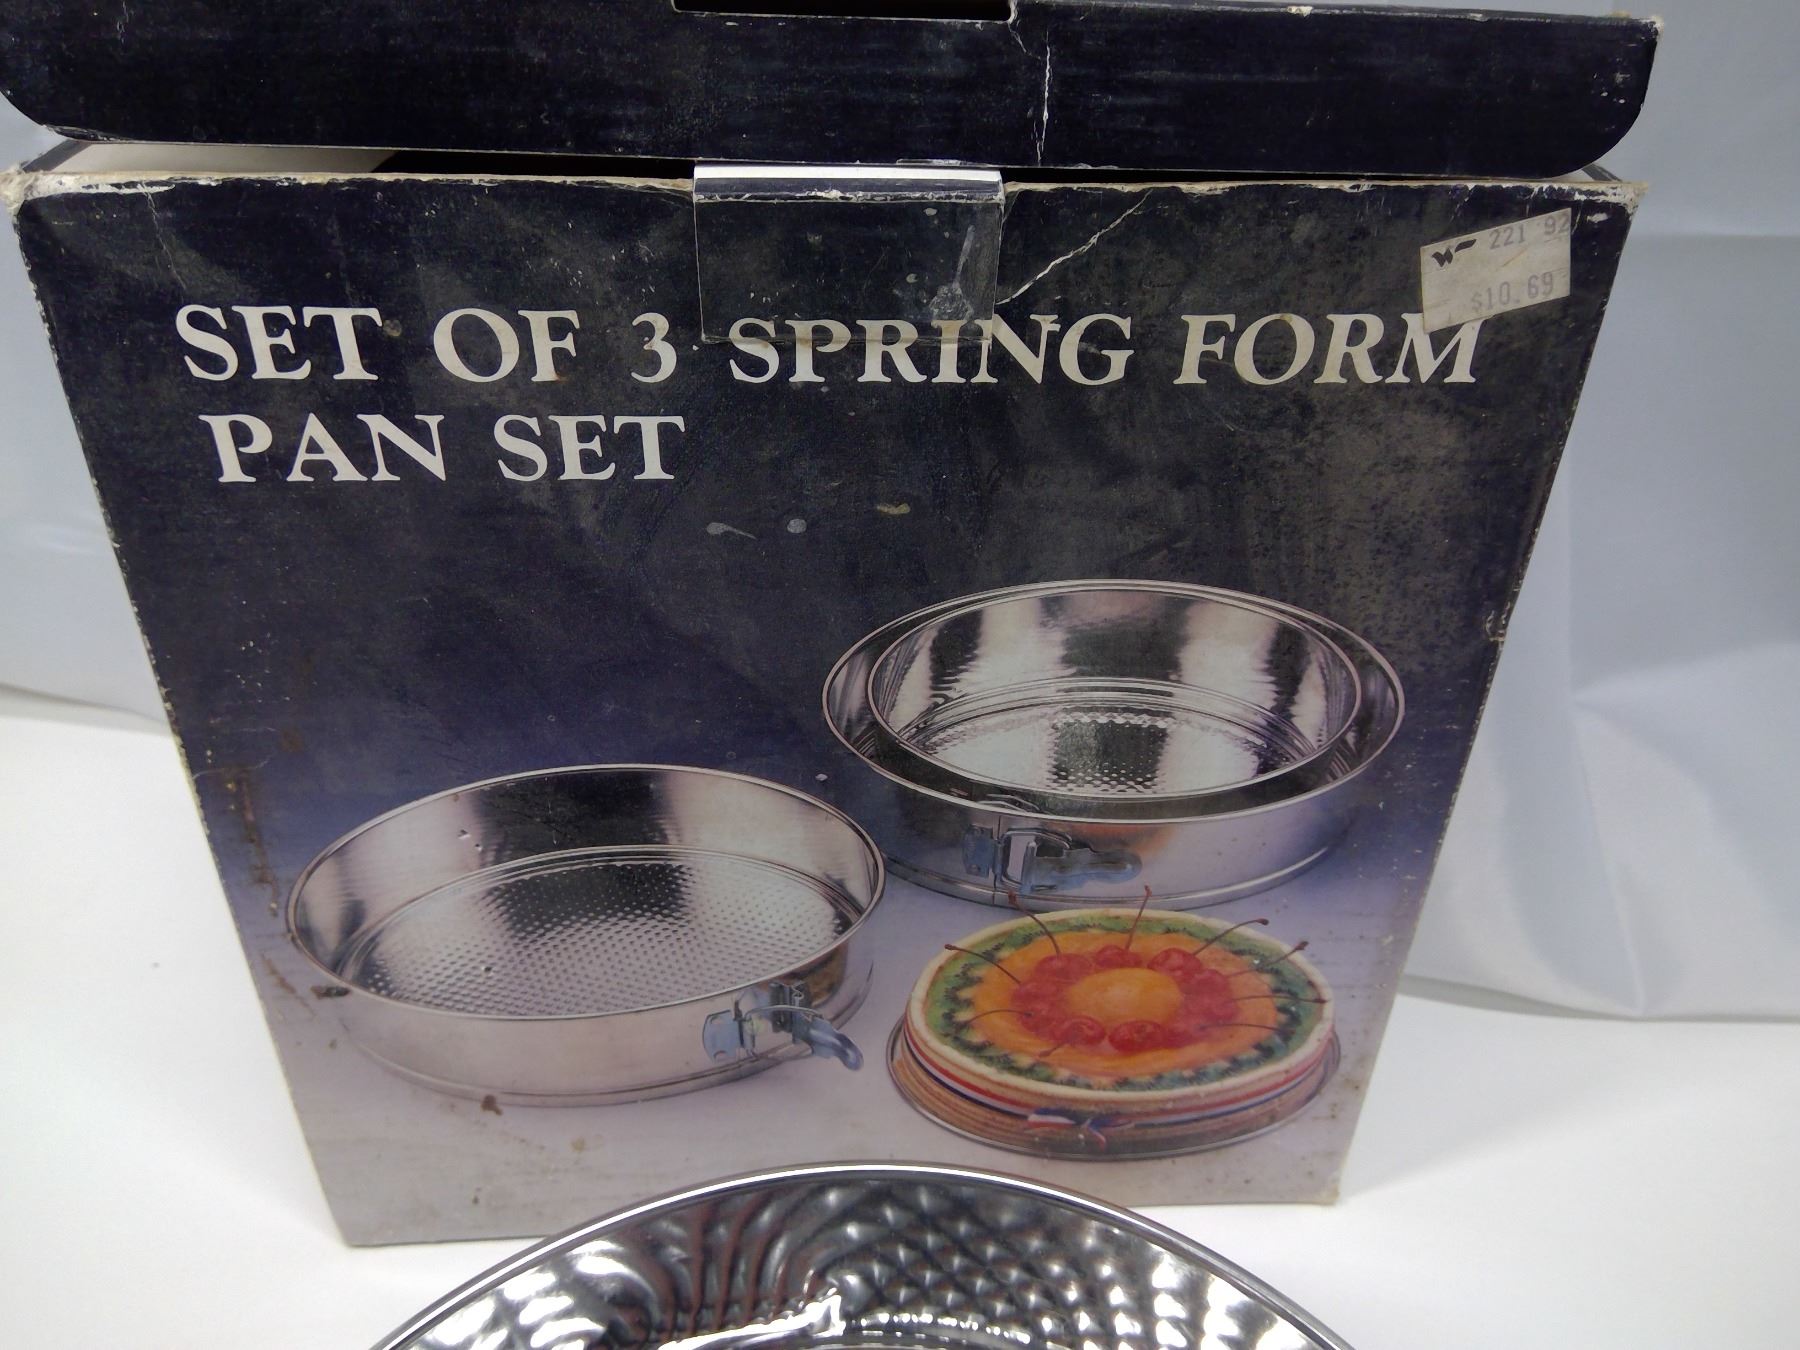 221 92
$10.69
SET OF 3 SPRING FORM
PAN SET